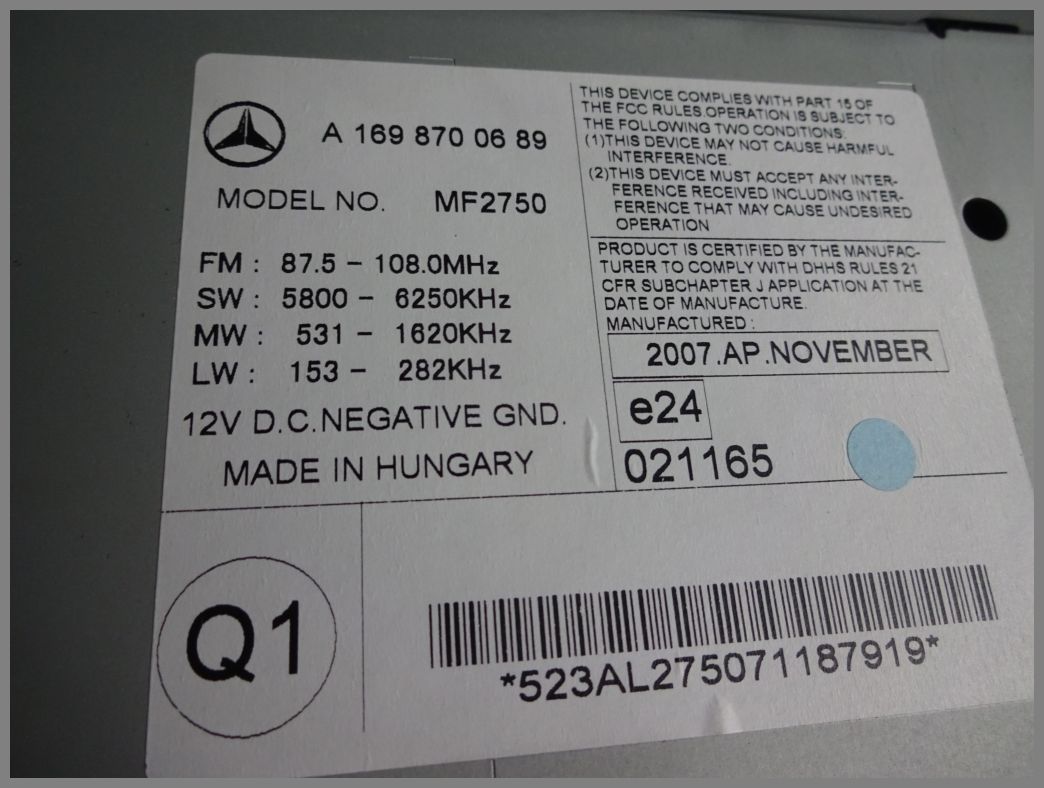 A 169 870 06 89
MODEL NO. MF2750
FM : 87.5 - 108.0MHz
SW : 5800 - 6250KHz
MW : 531 - 1620KHz
LW : 153 - 282KHz
12V D.C.NEGATIVE GND.
MADE IN HUNGARY
THIS DEVICE COMPLIES WITH PART 15 OF
THE FCC RULES.OPERATION IS SUBJECT TO
THE FOLLOWING TWO CONDITIONS:
(1)THIS DEVICE MAY NOT CAUSE HARMFUL
INTERFERENCE.
(2)THIS DEVICE MUST ACCEPT ANY INTER-
FERENCE RECEIVED INCLUDING INTER-
FERENCE THAT MAY CAUSE UNDESIRED
OPERATION
PRODUCT IS CERTIFIED BY THE MANUFAC-
TURER TO COMPLY WITH DHHS RULES 21
CFR SUBCHAPTER J APPLICATION AT THE
DATE OF MANUFACTURE.
MANUFACTURED :
2007.AP.NOVEMBER
e24
021165
Q1
*523AL275071187919*